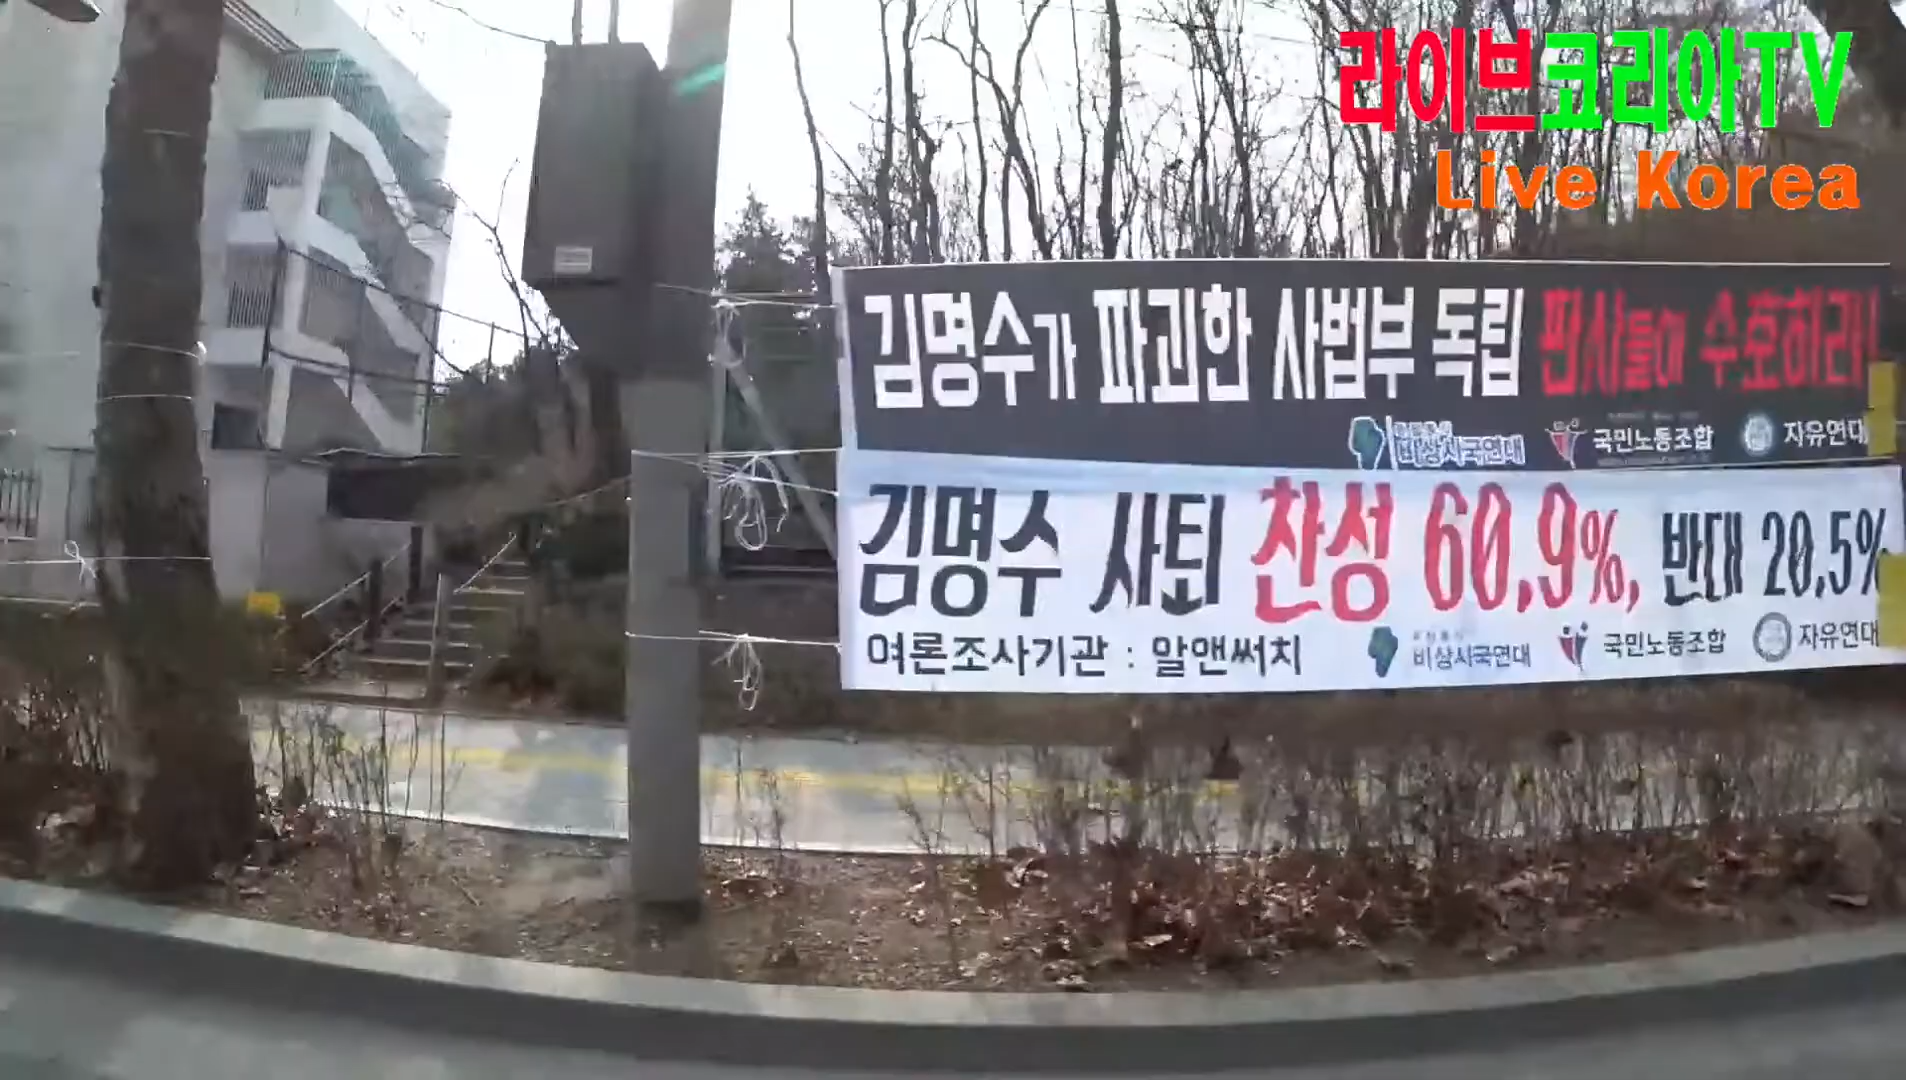 라이브코리아TV
Live Korea
김명수가 파괴한 사법부 독립 판사들이 수호하라!
비상시국연대 국민노동조합 자유연대
김명수 사퇴 찬성 60.9%, 반대 20.5%
여론조사기관 : 알앤써치 비상시국연대 국민노동조합 자유연대